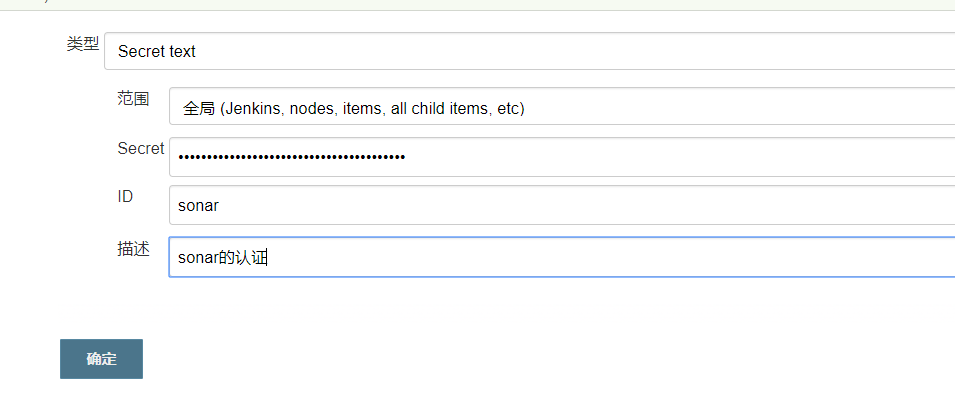 类型 Secret text
范围 全局 (Jenkins, nodes, items, all child items, etc)
Secret ••••••••••••••••••••••••••••••••••••••••
ID sonar
描述 sonar的认证
确定